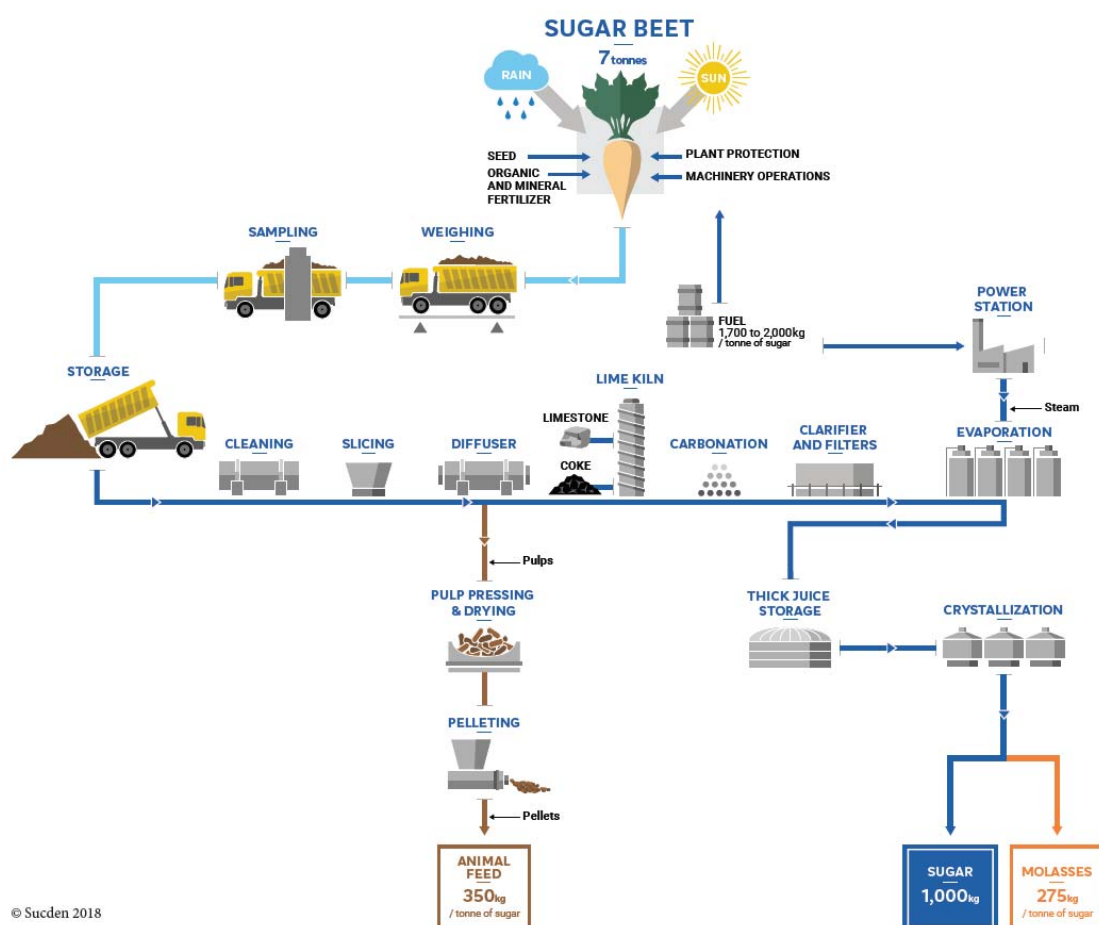 SUGAR BEET
7 tonnes
RAIN
SUN
SEED
ORGANIC
AND MINERAL
FERTILIZER
PLANT PROTECTION
MACHINERY OPERATIONS
SAMPLING
WEIGHING
FUEL
1,700 to 2,000kg
/ tonne of sugar
POWER
STATION
Steam
STORAGE
CLEANING
SLICING
DIFFUSER
LIME KILN
LIMESTONE
COKE
CARBONATION
CLARIFIER
AND FILTERS
EVAPORATION
Pulps
PULP PRESSING
& DRYING
THICK JUICE
STORAGE
CRYSTALLIZATION
PELLETING
Pellets
ANIMAL
FEED
350kg
/ tonne of sugar
SUGAR
1,000kg
MOLASSES
275kg
/ tonne of sugar
© Sucden 2018